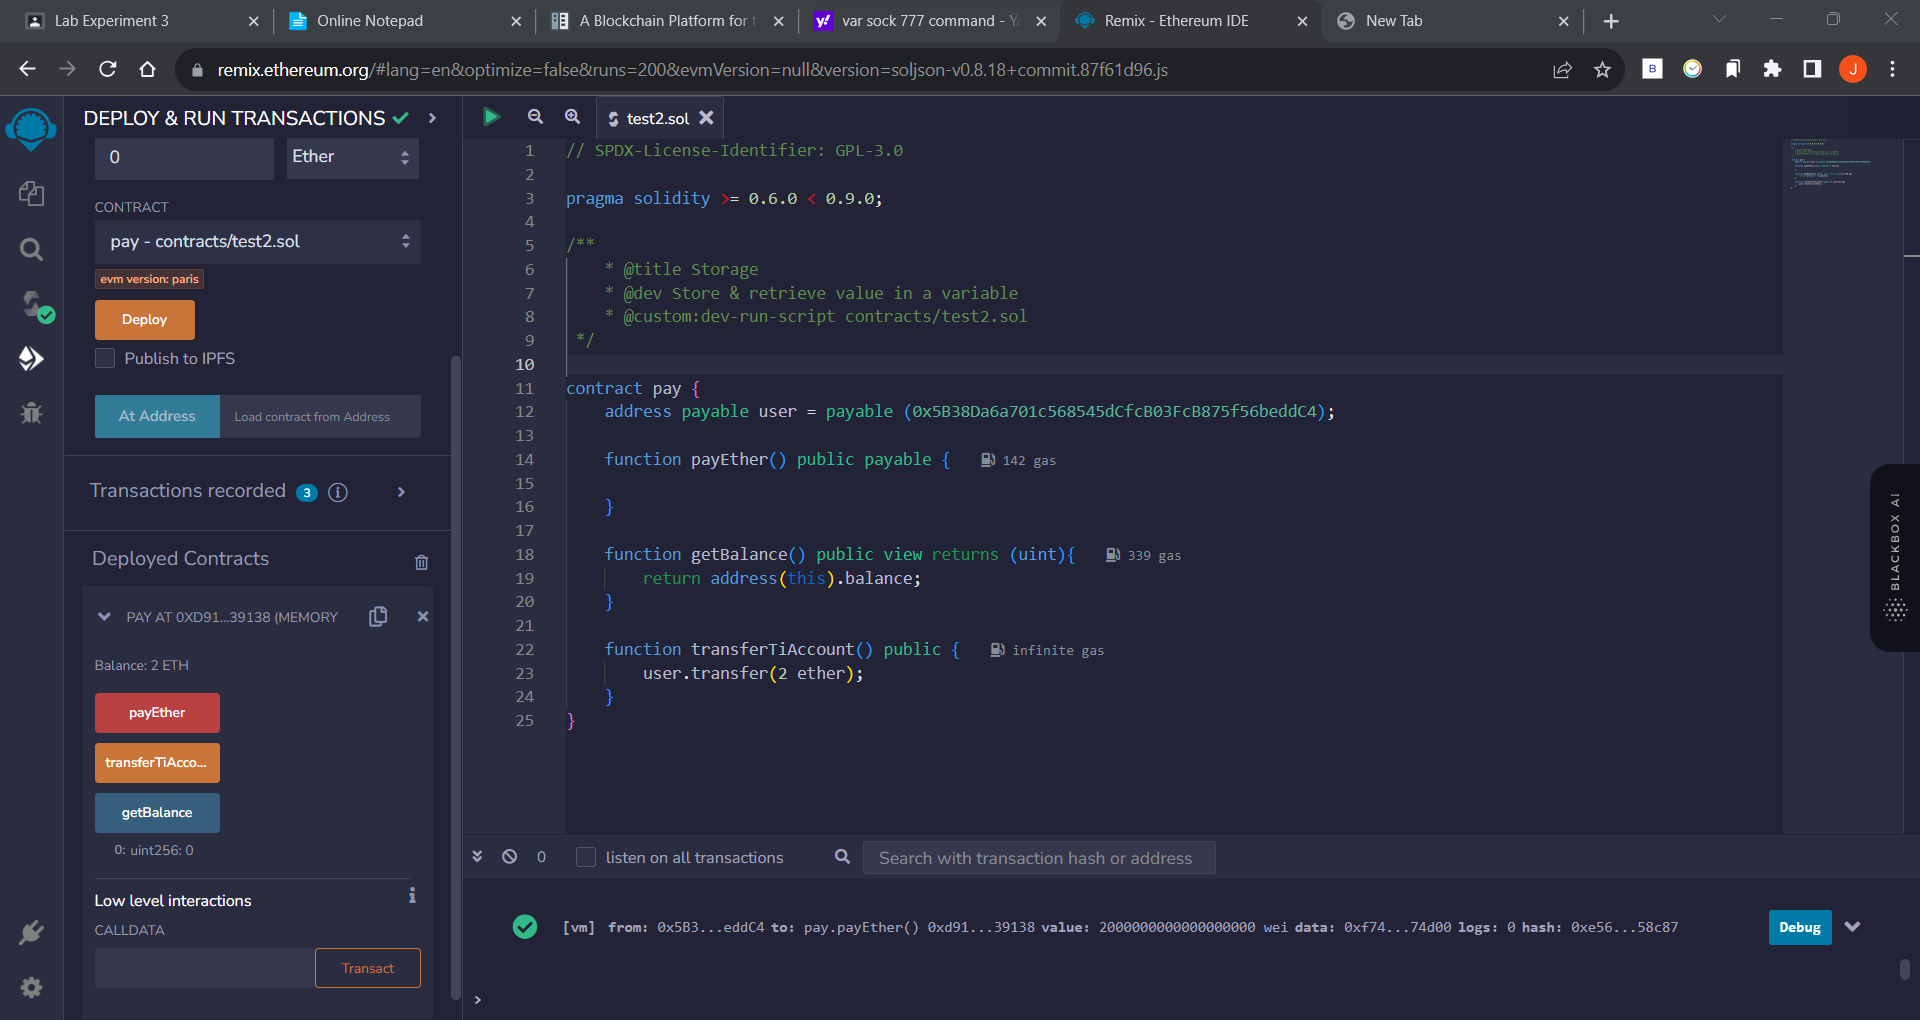 Lab Experiment 3
Online Notepad
A Blockchain Platform for t
var sock 777 command - Ya
Remix - Ethereum IDE
New Tab
remix.ethereum.org/#lang=en&optimize=false&runs=200&evmVersion=null&version=soljson-v0.8.18+commit.87f61d96.js
B
J
DEPLOY & RUN TRANSACTIONS
0
Ether
CONTRACT
pay - contracts/test2.sol
evm version: paris
Deploy
Publish to IPFS
At Address
Load contract from Address
Transactions recorded 3 i
Deployed Contracts
PAY AT 0XD91...39138 (MEMORY
Balance: 2 ETH
payEther
transferTiAcco...
getBalance
0: uint256: 0
Low level interactions i
CALLDATA
Transact
test2.sol
1 // SPDX-License-Identifier: GPL-3.0
2
3 pragma solidity >= 0.6.0 < 0.9.0;
4
5 /**
6 * @title Storage
7 * @dev Store & retrieve value in a variable
8 * @custom:dev-run-script contracts/test2.sol
9 */
10
11 contract pay {
12 address payable user = payable (0x5B38Da6a701c568545dCfcB03FcB875f56beddC4);
13
14 function payEther() public payable { 142 gas
15
16 }
17
18 function getBalance() public view returns (uint){ 339 gas
19 return address(this).balance;
20 }
21
22 function transferTiAccount() public { infinite gas
23 user.transfer(2 ether);
24 }
25 }
BLACKBOX AI
0
listen on all transactions
Search with transaction hash or address
[vm] from: 0x5B3...eddC4 to: pay.payEther() 0xd91...39138 value: 2000000000000000000 wei data: 0xf74...74d00 logs: 0 hash: 0xe56...58c87
Debug
>